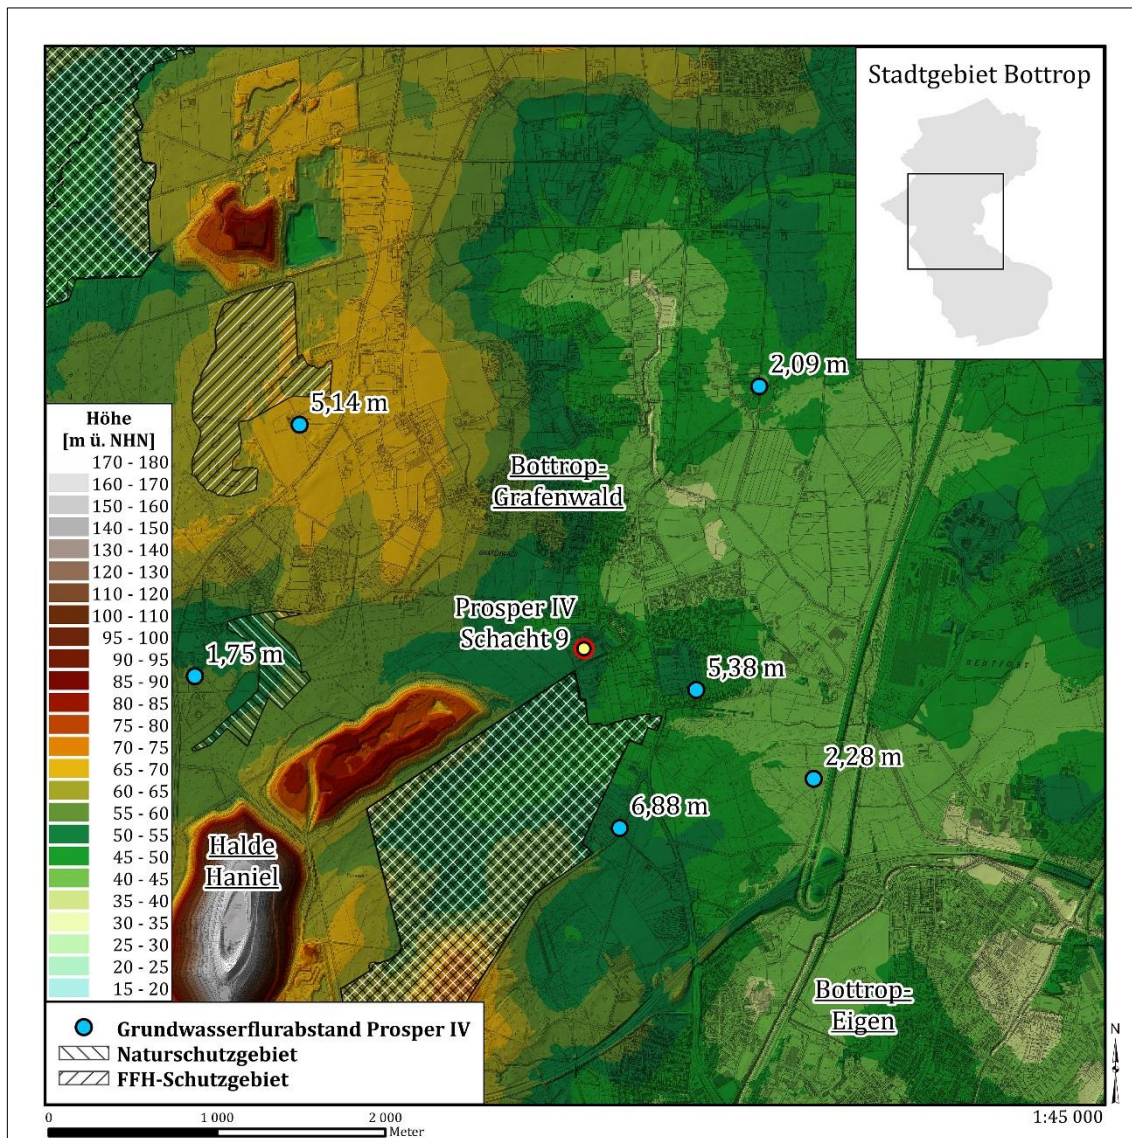 Stadtgebiet Bottrop
2,09 m
5,14 m
Höhe
[m ü. NHN]
170 - 180
160 - 170
150 - 160
140 - 150
130 - 140
120 - 130
110 - 120
100 - 110
95 - 100
90 - 95
85 - 90
80 - 85
75 - 80
70 - 75
65 - 70
60 - 65
55 - 60
50 - 55
45 - 50
40 - 45
35 - 40
30 - 35
25 - 30
20 - 25
15 - 20
Bottrop-
Grafenwald
Prosper IV
Schacht 9
1,75 m
5,38 m
2,28 m
6,88 m
Halde
Haniel
Bottrop-
Eigen
Grundwasserflurabstand Prosper IV
Naturschutzgebiet
FFH-Schutzgebiet
N
0 1 000 2 000
Meter
1:45 000